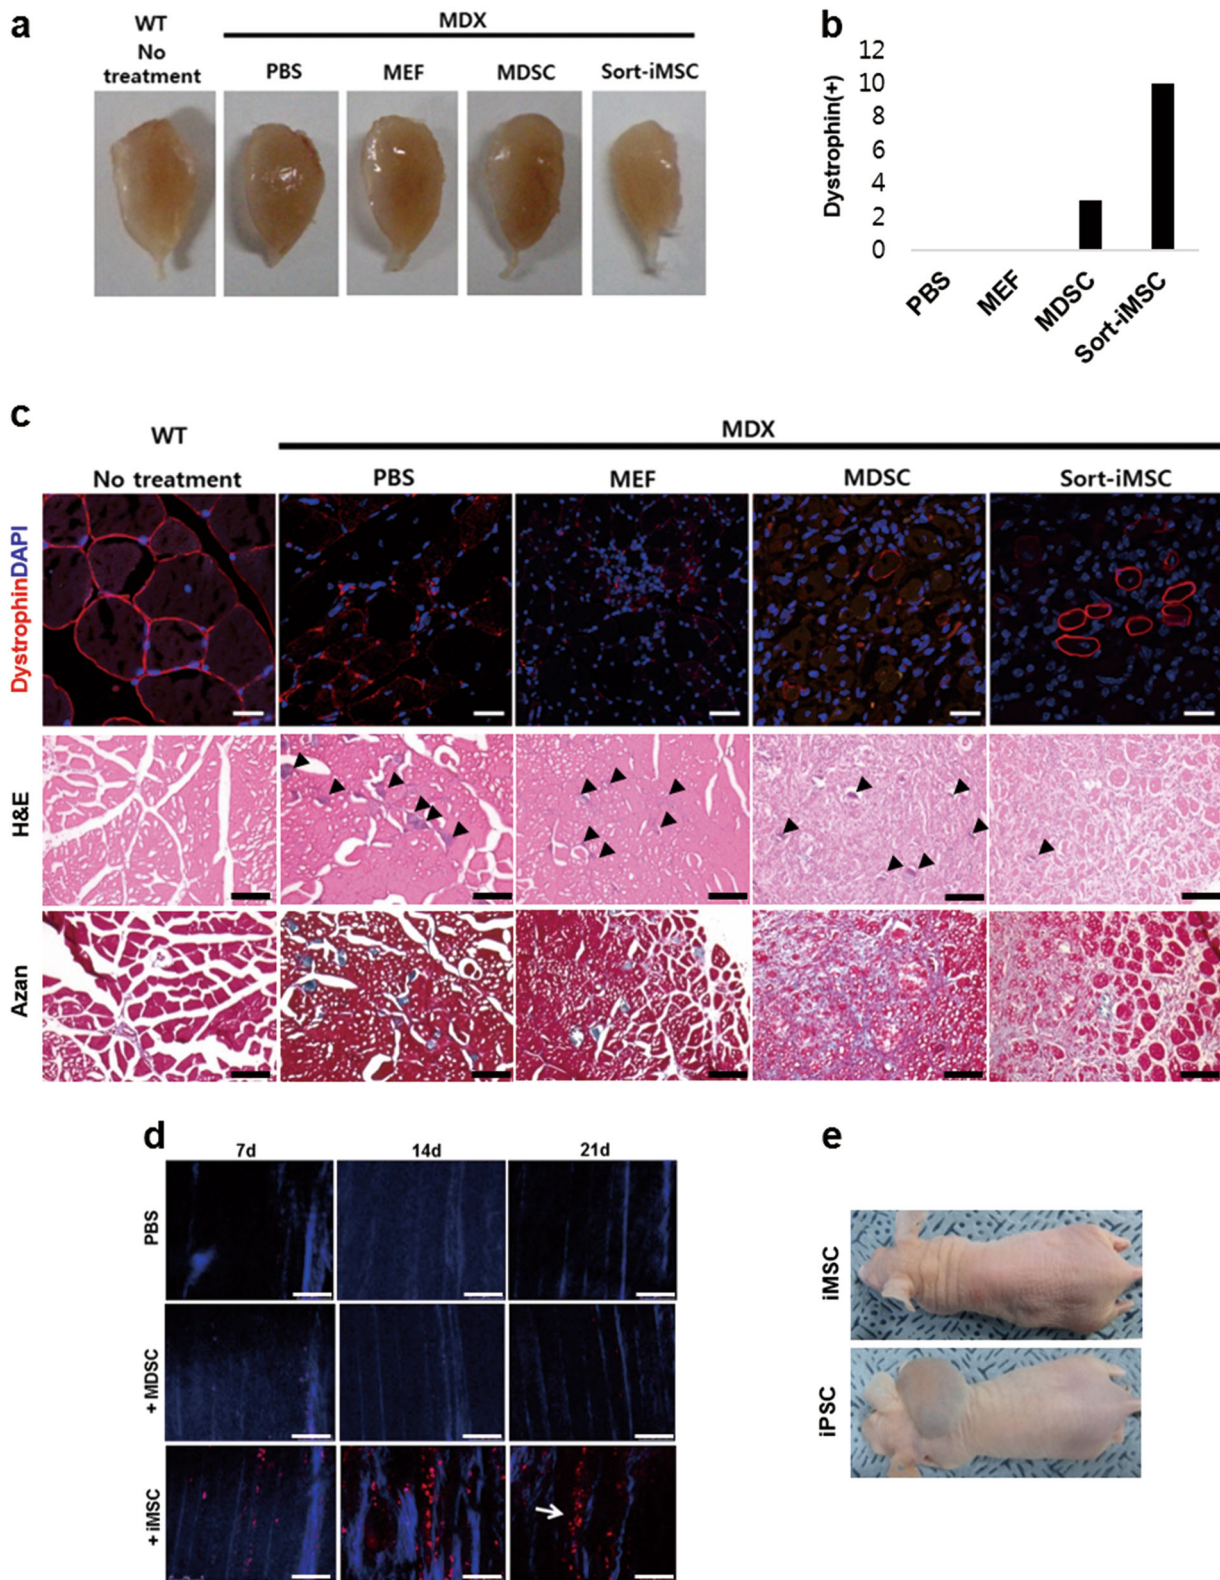 a
WT
No
treatment
MDX
PBS MEF MDSC Sort-iMSC
b
Dystrophin(+)
12
10
8
6
4
2
0
PBS MEF MDSC Sort-iMSC
c
WT MDX
No treatment PBS MEF MDSC Sort-iMSC
DystrophinDAPI
H&E
Azan
d
7d 14d 21d
PBS
+ MDSC
+ iMSC
e
iMSC
iPSC